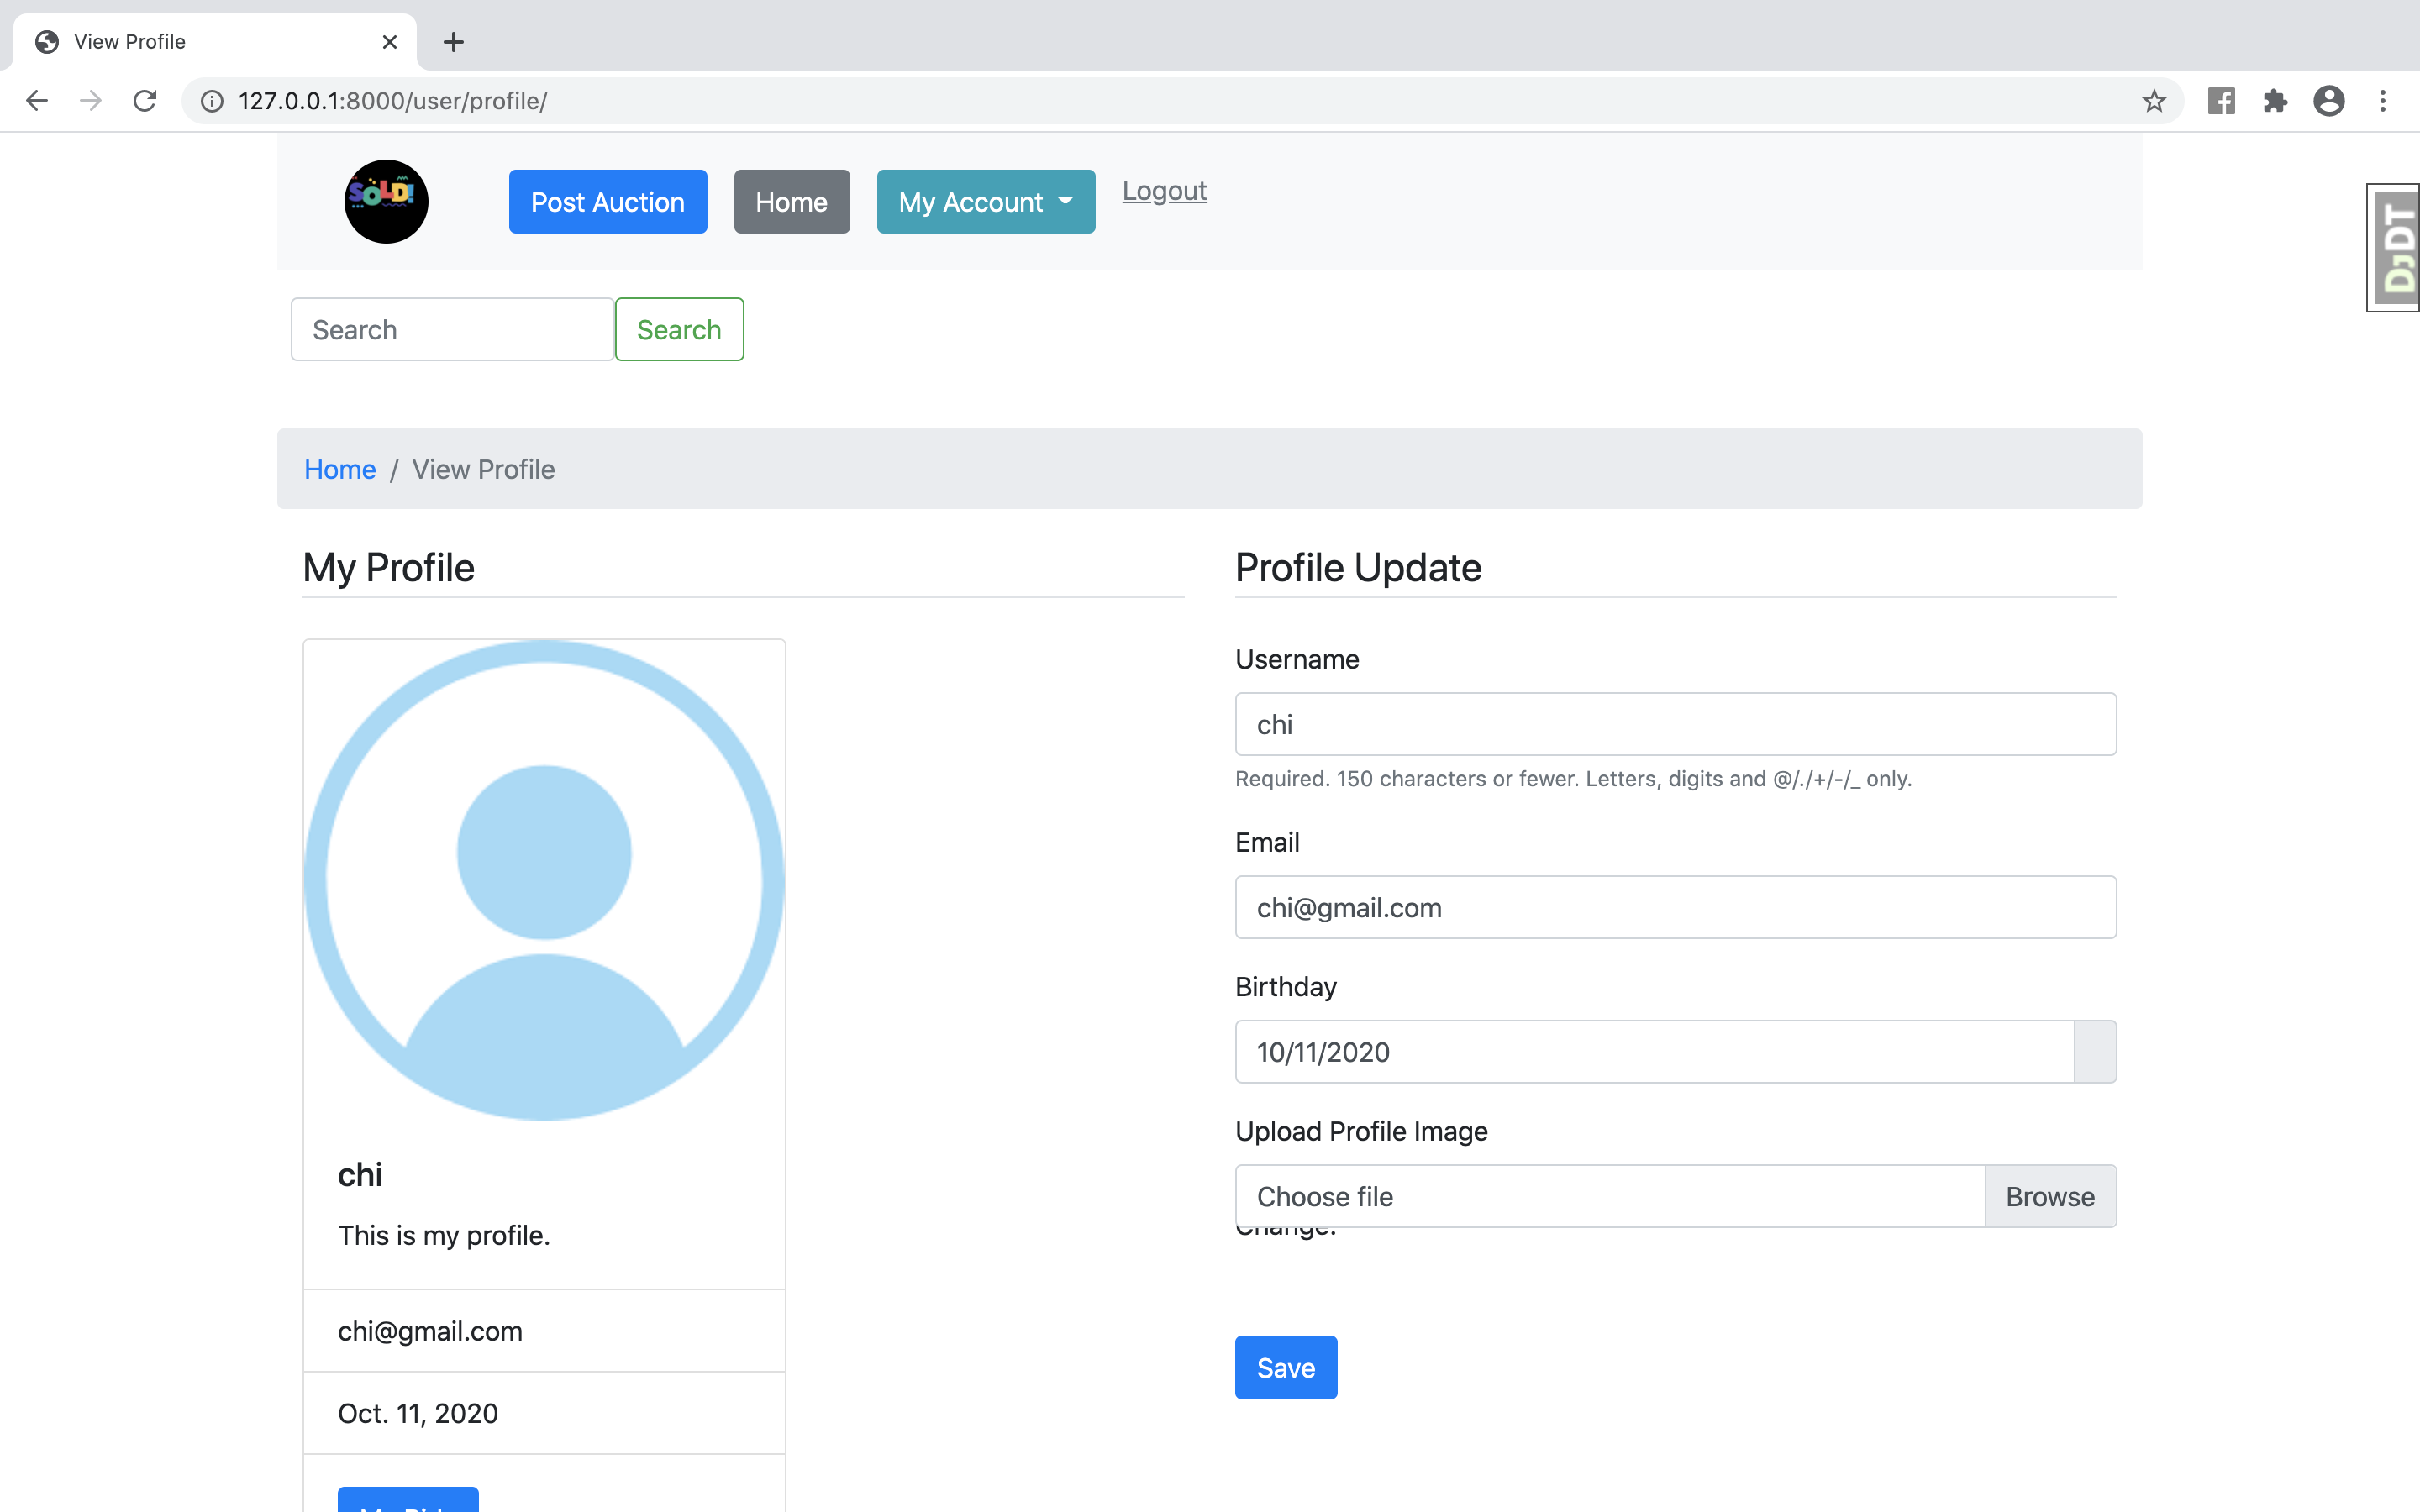 View Profile
127.0.0.1:8000/user/profile/
SOLD!
Post Auction
Home
My Account
Logout
DjDT
Search
Search
Home / View Profile
My Profile
Profile Update
Username
chi
Required. 150 characters or fewer. Letters, digits and @/./+/-/_ only.
Email
chi@gmail.com
Birthday
10/11/2020
Upload Profile Image
Choose file
Browse
Change:
Save
chi
This is my profile.
chi@gmail.com
Oct. 11, 2020